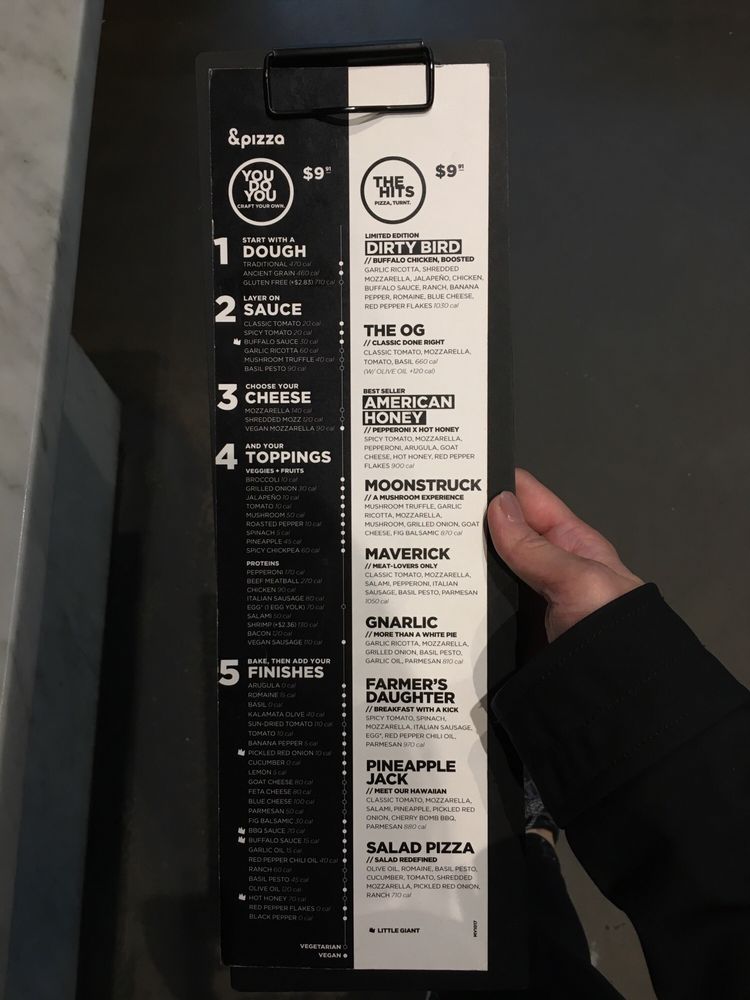 &pizza
YOU
DO
YOU
CRAFT YOUR OWN.
$9.91
1 START WITH A
DOUGH
TRADITIONAL 470 cal
ANCIENT GRAIN 460 cal
GLUTEN FREE (+$2.83) 710 cal
2 LAYER ON
SAUCE
CLASSIC TOMATO 20 cal
SPICY TOMATO 20 cal
BUFFALO SAUCE 30 cal
GARLIC RICOTTA 60 cal
MUSHROOM TRUFFLE 40 cal
BASIL PESTO 90 cal
3 CHOOSE YOUR
CHEESE
MOZZARELLA 140 cal
SHREDDED MOZZ 120 cal
VEGAN MOZZARELLA 90 cal
4 AND YOUR
TOPPINGS
VEGGIES + FRUITS
BROCCOLI 10 cal
GRILLED ONION 30 cal
JALAPEÑO 10 cal
TOMATO 10 cal
MUSHROOM 50 cal
ROASTED PEPPER 10 cal
SPINACH 5 cal
PINEAPPLE 45 cal
SPICY CHICKPEA 60 cal
PROTEINS
PEPPERONI 170 cal
BEEF MEATBALL 270 cal
CHICKEN 90 cal
ITALIAN SAUSAGE 80 cal
EGG* (1 EGG YOLK) 70 cal
SALAMI 50 cal
SHRIMP (+$2.36) 130 cal
BACON 120 cal
VEGAN SAUSAGE 110 cal
5 BAKE, THEN ADD YOUR
FINISHES
ARUGULA 0 cal
ROMAINE 15 cal
BASIL 0 cal
KALAMATA OLIVE 40 cal
SUN-DRIED TOMATO 110 cal
TOMATO 10 cal
BANANA PEPPER 5 cal
PICKLED RED ONION 10 cal
CUCUMBER 0 cal
LEMON 5 cal
GOAT CHEESE 80 cal
FETA CHEESE 80 cal
BLUE CHEESE 100 cal
PARMESAN 50 cal
FIG BALSAMIC 30 cal
BBQ SAUCE 70 cal
BUFFALO SAUCE 15 cal
GARLIC OIL 15 cal
RED PEPPER CHILI OIL 40 cal
RANCH 60 cal
BASIL PESTO 45 cal
OLIVE OIL 120 cal
HOT HONEY 70 cal
RED PEPPER FLAKES 0 cal
BLACK PEPPER 0 cal
VEGETARIAN
VEGAN
THE
HITS
PIZZA, TURNT.
$9.91
LIMITED EDITION
DIRTY BIRD
// BUFFALO CHICKEN, BOOSTED
GARLIC RICOTTA, SHREDDED
MOZZARELLA, JALAPEÑO, CHICKEN,
BUFFALO SAUCE, RANCH, BANANA
PEPPER, ROMAINE, BLUE CHEESE,
RED PEPPER FLAKES 1030 cal
THE OG
// CLASSIC DONE RIGHT
CLASSIC TOMATO, MOZZARELLA,
TOMATO, BASIL 660 cal
(W/ OLIVE OIL +120 cal)
BEST SELLER
AMERICAN
HONEY
// PEPPERONI X HOT HONEY
SPICY TOMATO, MOZZARELLA,
PEPPERONI, ARUGULA, GOAT
CHEESE, HOT HONEY, RED PEPPER
FLAKES 900 cal
MOONSTRUCK
// A MUSHROOM EXPERIENCE
MUSHROOM TRUFFLE, GARLIC
RICOTTA, MOZZARELLA,
MUSHROOM, GRILLED ONION, GOAT
CHEESE, FIG BALSAMIC 870 cal
MAVERICK
// MEAT-LOVERS ONLY
CLASSIC TOMATO, MOZZARELLA,
SALAMI, PEPPERONI, ITALIAN
SAUSAGE, BASIL PESTO, PARMESAN
1050 cal
GNARLIC
// MORE THAN A WHITE PIE
GARLIC RICOTTA, MOZZARELLA,
GRILLED ONION, BASIL PESTO,
GARLIC OIL, PARMESAN 810 cal
FARMER'S
DAUGHTER
// BREAKFAST WITH A KICK
SPICY TOMATO, SPINACH,
MOZZARELLA, ITALIAN SAUSAGE,
EGG*, RED PEPPER CHILI OIL,
PARMESAN 970 cal
PINEAPPLE
JACK
// MEET OUR HAWAIIAN
CLASSIC TOMATO, MOZZARELLA,
SALAMI, PINEAPPLE, PICKLED RED
ONION, CHERRY BOMB BBQ,
PARMESAN 880 cal
SALAD PIZZA
// SALAD REDEFINED
OLIVE OIL, ROMAINE, BASIL PESTO,
CUCUMBER, TOMATO, SHREDDED
MOZZARELLA, PICKLED RED ONION,
RANCH 710 cal
LITTLE GIANT